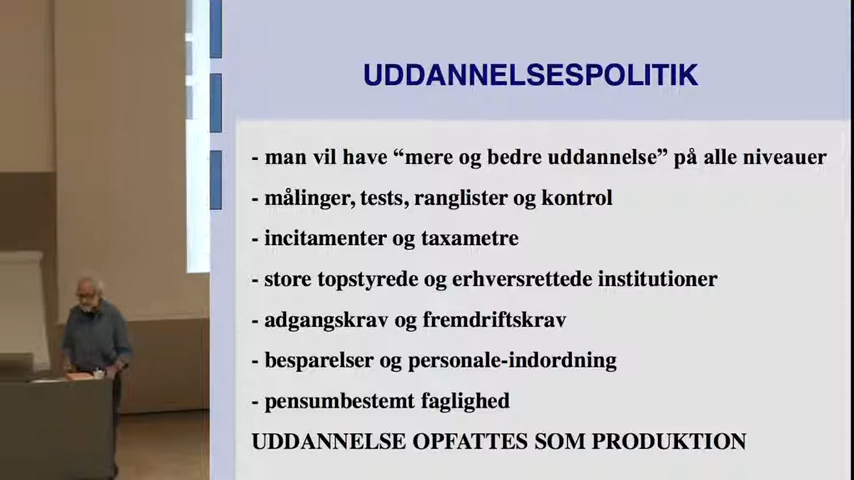 UDDANNELSESPOLITIK
- man vil have “mere og bedre uddannelse” på alle niveauer
- målinger, tests, ranglister og kontrol
- incitamenter og taxametre
- store topstyrede og erhversrettede institutioner
- adgangskrav og fremdriftskrav
- besparelser og personale-indordning
- pensumbestemt faglighed
UDDANNELSE OPFATTES SOM PRODUKTION